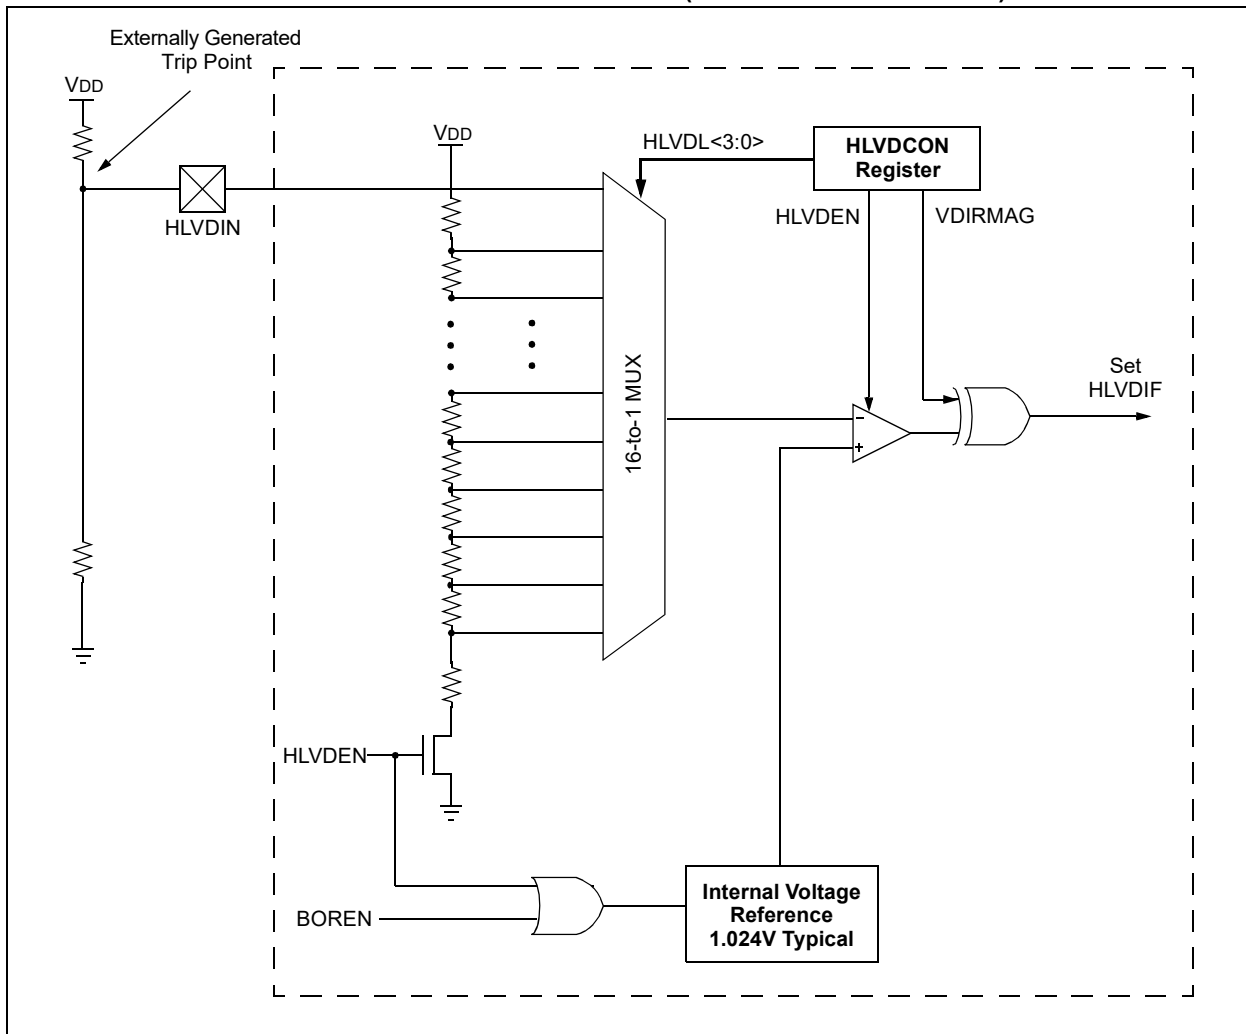 Externally Generated
Trip Point
VDD
VDD
HLVDL<3:0>
HLVDCON
Register
HLVDIN
HLVDEN
VDIRMAG
16-to-1 MUX
Set
HLVDIF
–
+
HLVDEN
BOREN
Internal Voltage
Reference
1.024V Typical